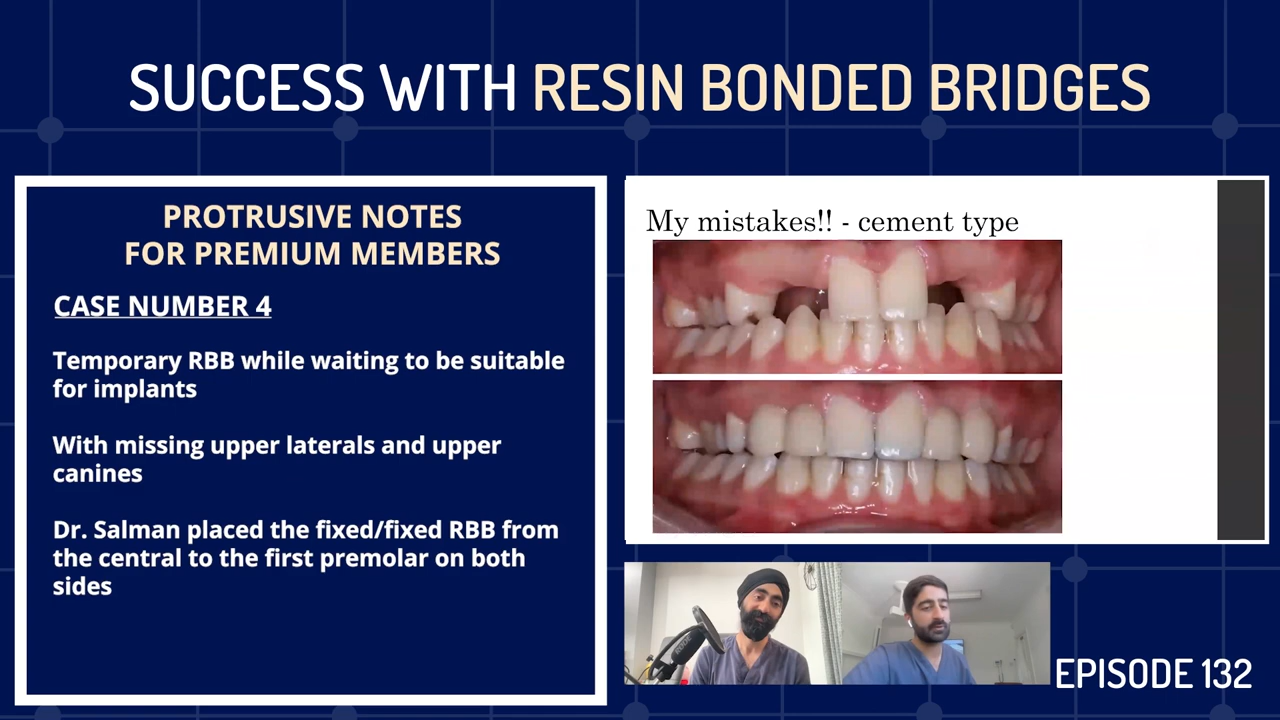 SUCCESS WITH RESIN BONDED BRIDGES
PROTRUSIVE NOTES
FOR PREMIUM MEMBERS
CASE NUMBER 4
Temporary RBB while waiting to be suitable
for implants
With missing upper laterals and upper
canines
Dr. Salman placed the fixed/fixed RBB from
the central to the first premolar on both
sides
My mistakes!! - cement type
EPISODE 132